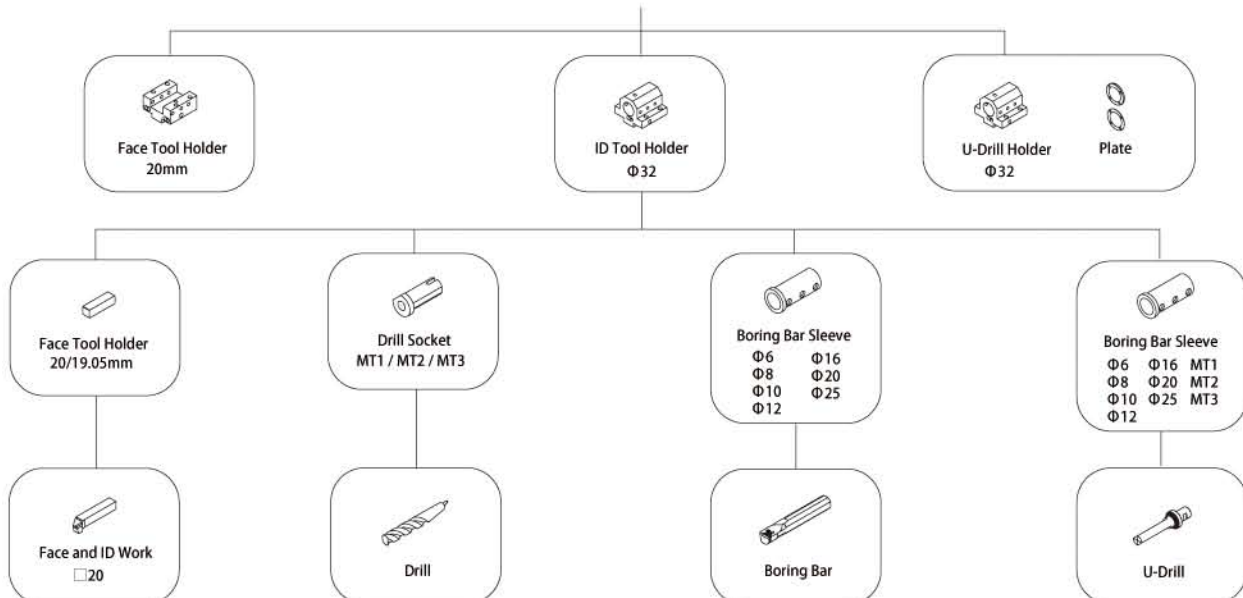 Face Tool Holder
20mm
ID Tool Holder
Φ32
U-Drill Holder
Φ32
Plate
Face Tool Holder
20/19.05mm
Drill Socket
MT1 / MT2 / MT3
Boring Bar Sleeve
Φ6 Φ16
Φ8 Φ20
Φ10 Φ25
Φ12
Boring Bar Sleeve
Φ6 Φ16 MT1
Φ8 Φ20 MT2
Φ10 Φ25 MT3
Φ12
Face and ID Work
□20
Drill
Boring Bar
U-Drill